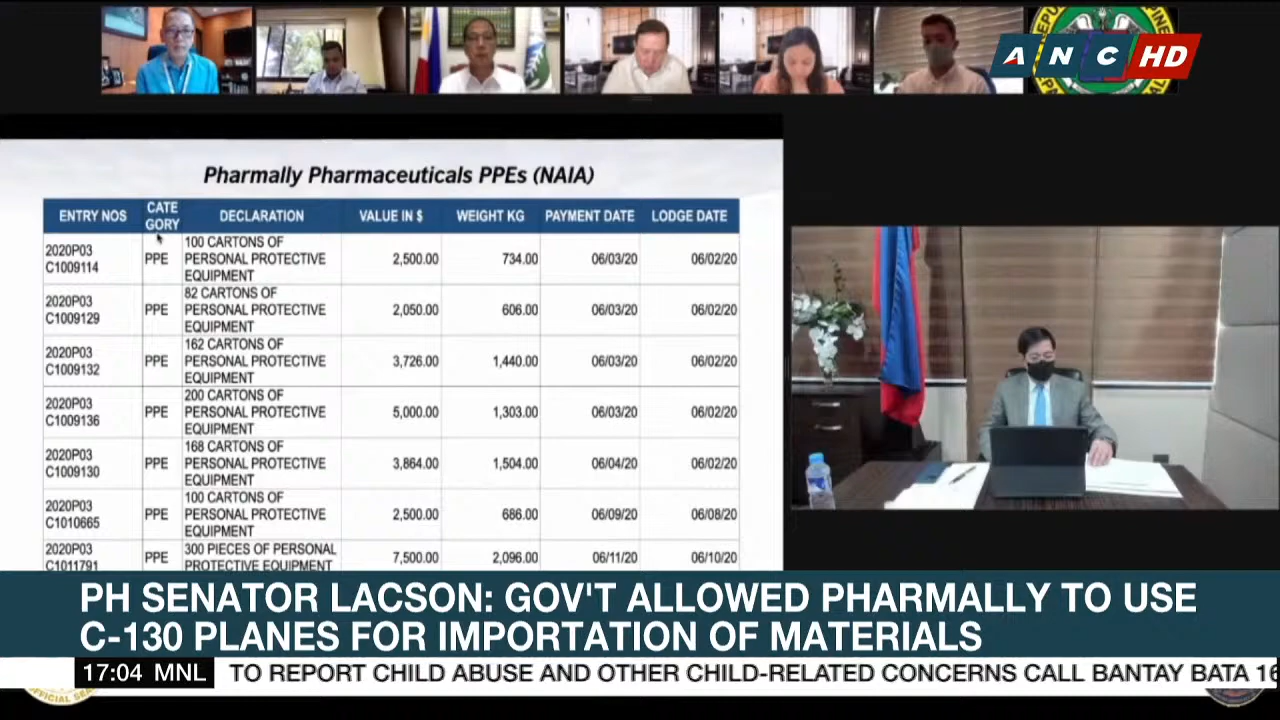 ANC HD
Pharmally Pharmaceuticals PPEs (NAIA)
ENTRY NOS CATE GORY DECLARATION VALUE IN $ WEIGHT KG PAYMENT DATE LODGE DATE
2020P03 C1009114 PPE 100 CARTONS OF PERSONAL PROTECTIVE EQUIPMENT 2,500.00 734.00 06/03/20 06/02/20
2020P03 C1009129 PPE 82 CARTONS OF PERSONAL PROTECTIVE EQUIPMENT 2,050.00 606.00 06/03/20 06/02/20
2020P03 C1009132 PPE 162 CARTONS OF PERSONAL PROTECTIVE EQUIPMENT 3,726.00 1,440.00 06/03/20 06/02/20
2020P03 C1009136 PPE 200 CARTONS OF PERSONAL PROTECTIVE EQUIPMENT 5,000.00 1,303.00 06/03/20 06/02/20
2020P03 C1009130 PPE 168 CARTONS OF PERSONAL PROTECTIVE EQUIPMENT 3,864.00 1,504.00 06/04/20 06/02/20
2020P03 C1010665 PPE 100 CARTONS OF PERSONAL PROTECTIVE EQUIPMENT 2,500.00 686.00 06/09/20 06/08/20
2020P03 C1011791 PPE 300 PIECES OF PERSONAL PROTECTIVE EQUIPMENT 7,500.00 2,096.00 06/11/20 06/10/20
PH SENATOR LACSON: GOV'T ALLOWED PHARMALLY TO USE
C-130 PLANES FOR IMPORTATION OF MATERIALS
17:04 MNL TO REPORT CHILD ABUSE AND OTHER CHILD-RELATED CONCERNS CALL BANTAY BATA 16